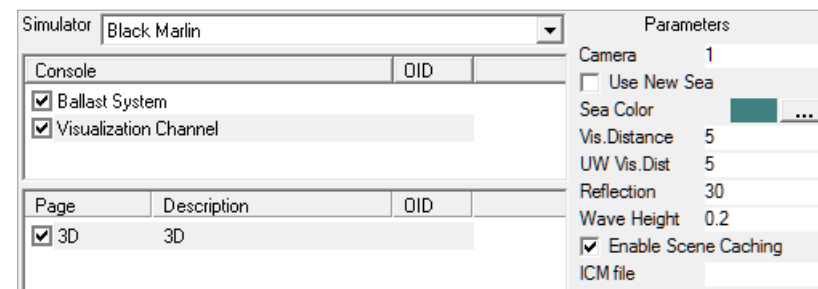 Simulator Black Marlin
Console OID
Ballast System
Visualization Channel
Page Description OID
3D 3D
Parameters
Camera 1
Use New Sea
Sea Color ...
Vis.Distance 5
UW Vis.Dist 5
Reflection 30
Wave Height 0.2
Enable Scene Caching
ICM file